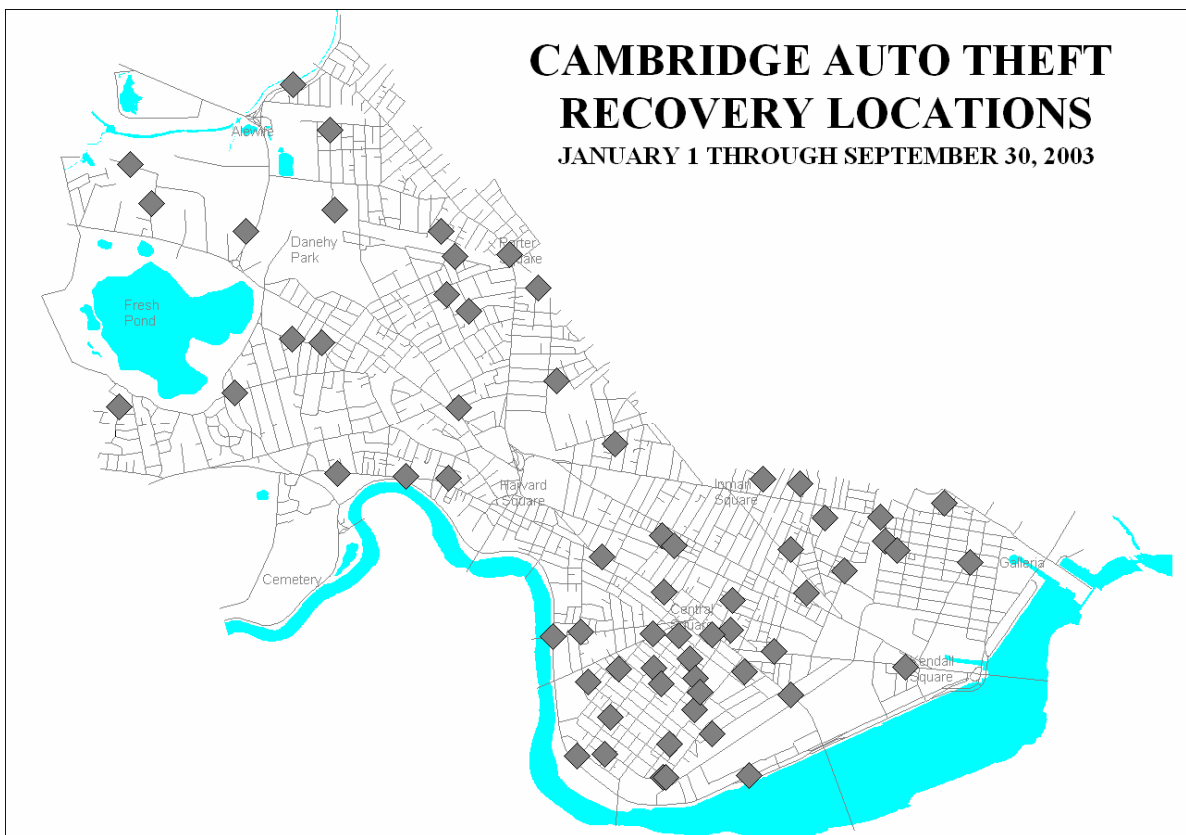 CAMBRIDGE AUTO THEFT
RECOVERY LOCATIONS
JANUARY 1 THROUGH SEPTEMBER 30, 2003
Alewife
Danehy
Park
Porter
Square
Fresh
Pond
Harvard
Square
Inman
Square
Cemetery
Galleria
Central
Square
Kendall
Square